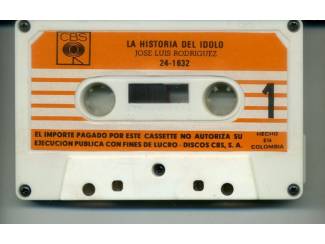 CBS
LA HISTORIA DEL IDOLO
JOSE LUIS RODRIGUEZ
24-1832
1
EL IMPORTE PAGADO POR ESTE CASSETTE NO AUTORIZA SU
EJECUCION PUBLICA CON FINES DE LUCRO - DISCOS CBS, S. A.
HECHO
EN
COLOMBIA